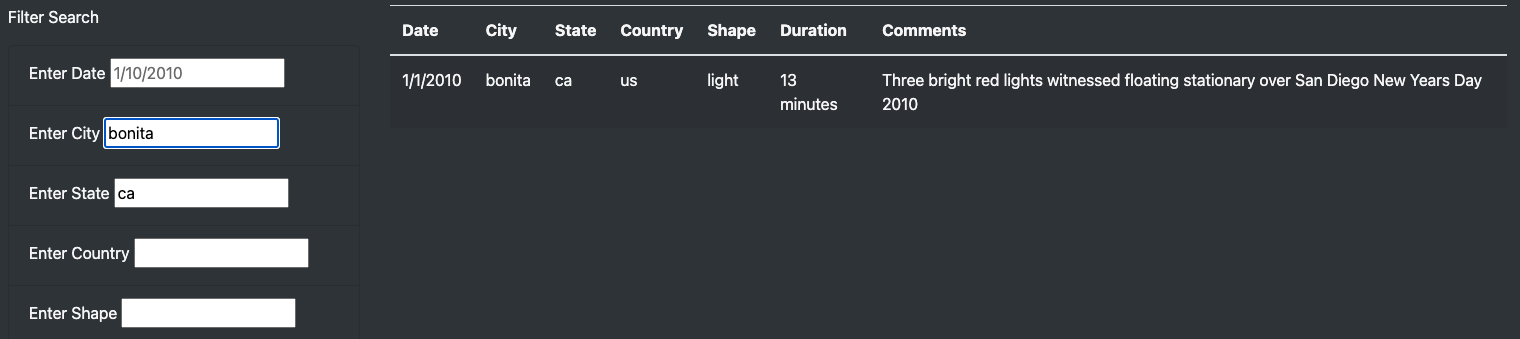 Filter Search
Enter Date 1/10/2010
Enter City bonita
Enter State ca
Enter Country
Enter Shape
Date City State Country Shape Duration Comments
1/1/2010 bonita ca us light 13 Three bright red lights witnessed floating stationary over San Diego New Years Day
minutes 2010